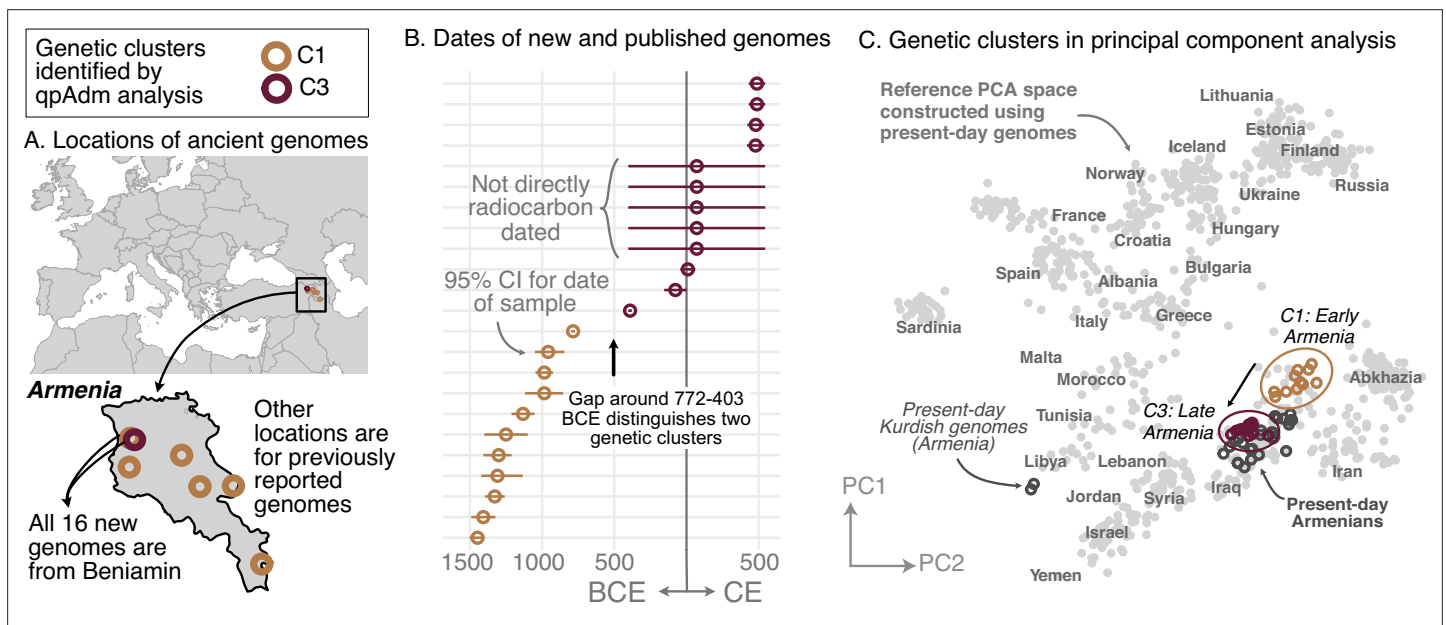 Genetic clusters
identified by
qpAdm analysis
C1
C3
A. Locations of ancient genomes
Armenia
Other
locations are
for previously
reported
genomes
All 16 new
genomes are
from Beniamin
B. Dates of new and published genomes
Not directly
radiocarbon
dated
95% CI for date
of sample
Gap around 772-403
BCE distinguishes two
genetic clusters
1500 1000 500 500
BCE CE
C. Genetic clusters in principal component analysis
Reference PCA space
constructed using
present-day genomes
Lithuania
Estonia
Finland
Iceland
Norway
Russia
Ukraine
France
Hungary
Croatia
Spain
Bulgaria
Albania
Italy
Greece
Sardinia
C1: Early
Armenia
Malta
Morocco
Abkhazia
C3: Late
Armenia
Present-day
Kurdish genomes
(Armenia)
Tunisia
Libya
Lebanon
Iran
Iraq
Jordan
Syria
Present-day
Armenians
Israel
Yemen
PC1
PC2